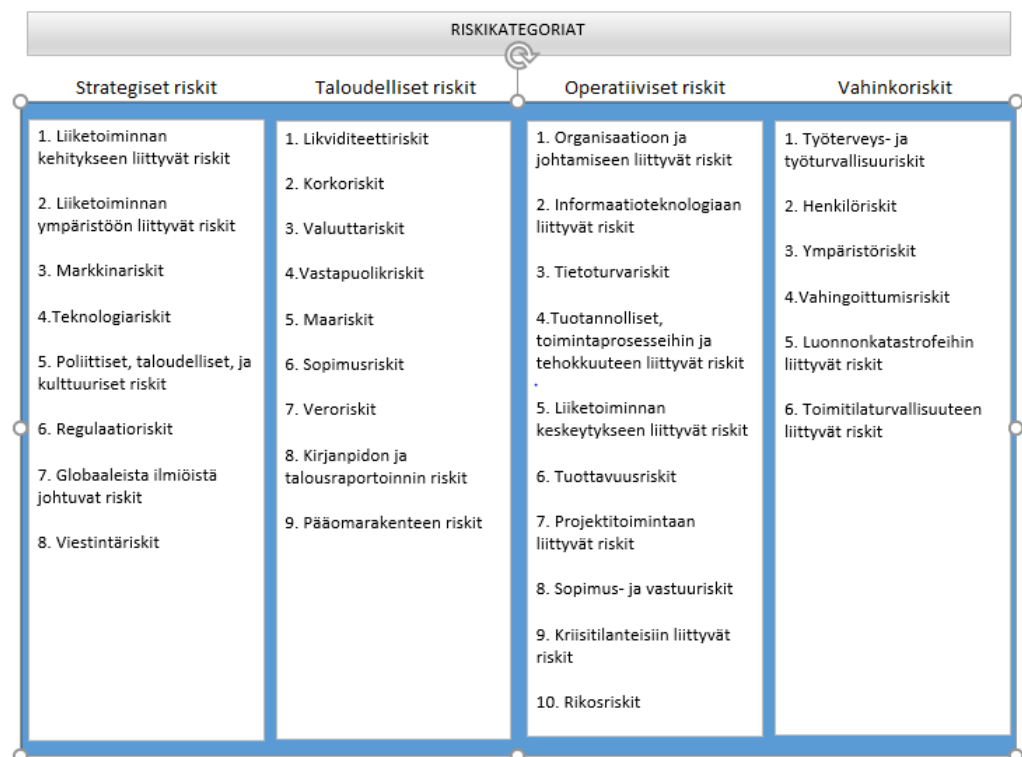 RISKIKATEGORIAT
Strategiset riskit
Taloudelliset riskit
Operatiiviset riskit
Vahinkoriskit
1. Liiketoiminnan
kehitykseen liittyvät riskit
2. Liiketoiminnan
ympäristöön liittyvät riskit
3. Markkinariskit
4.Teknologiariskit
5. Poliittiset, taloudelliset, ja
kulttuuriset riskit
6. Regulaatioriskit
7. Globaaleista ilmiöistä
johtuvat riskit
8. Viestintäriskit
1. Likviditeettiriskit
2. Korkoriskit
3. Valuuttariskit
4.Vastapuolikriskit
5. Maariskit
6. Sopimusriskit
7. Veroriskit
8. Kirjanpidon ja
talousraportoinnin riskit
9. Pääomarakenteen riskit
1. Organisaatioon ja
johtamiseen liittyvät riskit
2. Informaatioteknologiaan
liittyvät riskit
3. Tietoturvariskit
4.Tuotannolliset,
toimintaprosesseihin ja
tehokkuuteen liittyvät riskit
5. Liiketoiminnan
keskeytykseen liittyvät riskit
6. Tuottavuusriskit
7. Projektitoimintaan
liittyvät riskit
8. Sopimus- ja vastuuriskit
9. Kriisitilanteisiin liittyvät
riskit
10. Rikosriskit
1. Työterveys- ja
työturvallisuuriskit
2. Henkilöriskit
3. Ympäristöriskit
4.Vahingoittumisriskit
5. Luonnonkatastrofeihin
liittyvät riskit
6. Toimitilaturvallisuuteen
liittyvät riskit